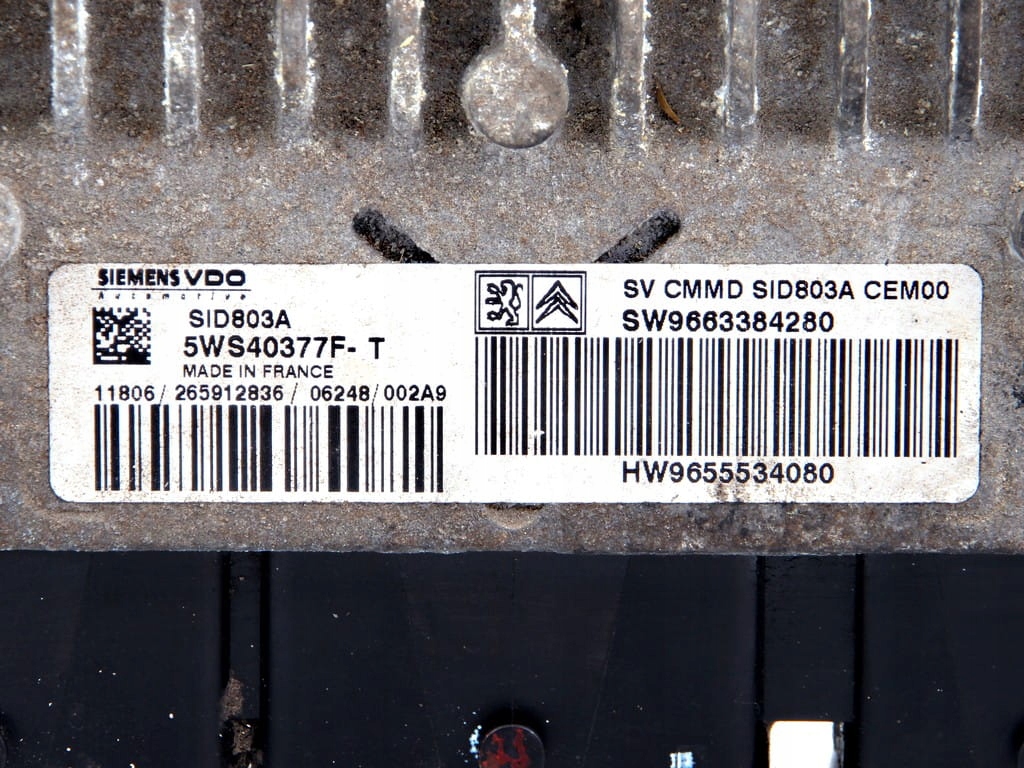 SIEMENS VDO
Automotive
SID803A
5WS40377F- T
MADE IN FRANCE
11806/ 265912836/ 06248/002A9
SV CMMD SID803A CEM00
SW9663384280
HW9655534080